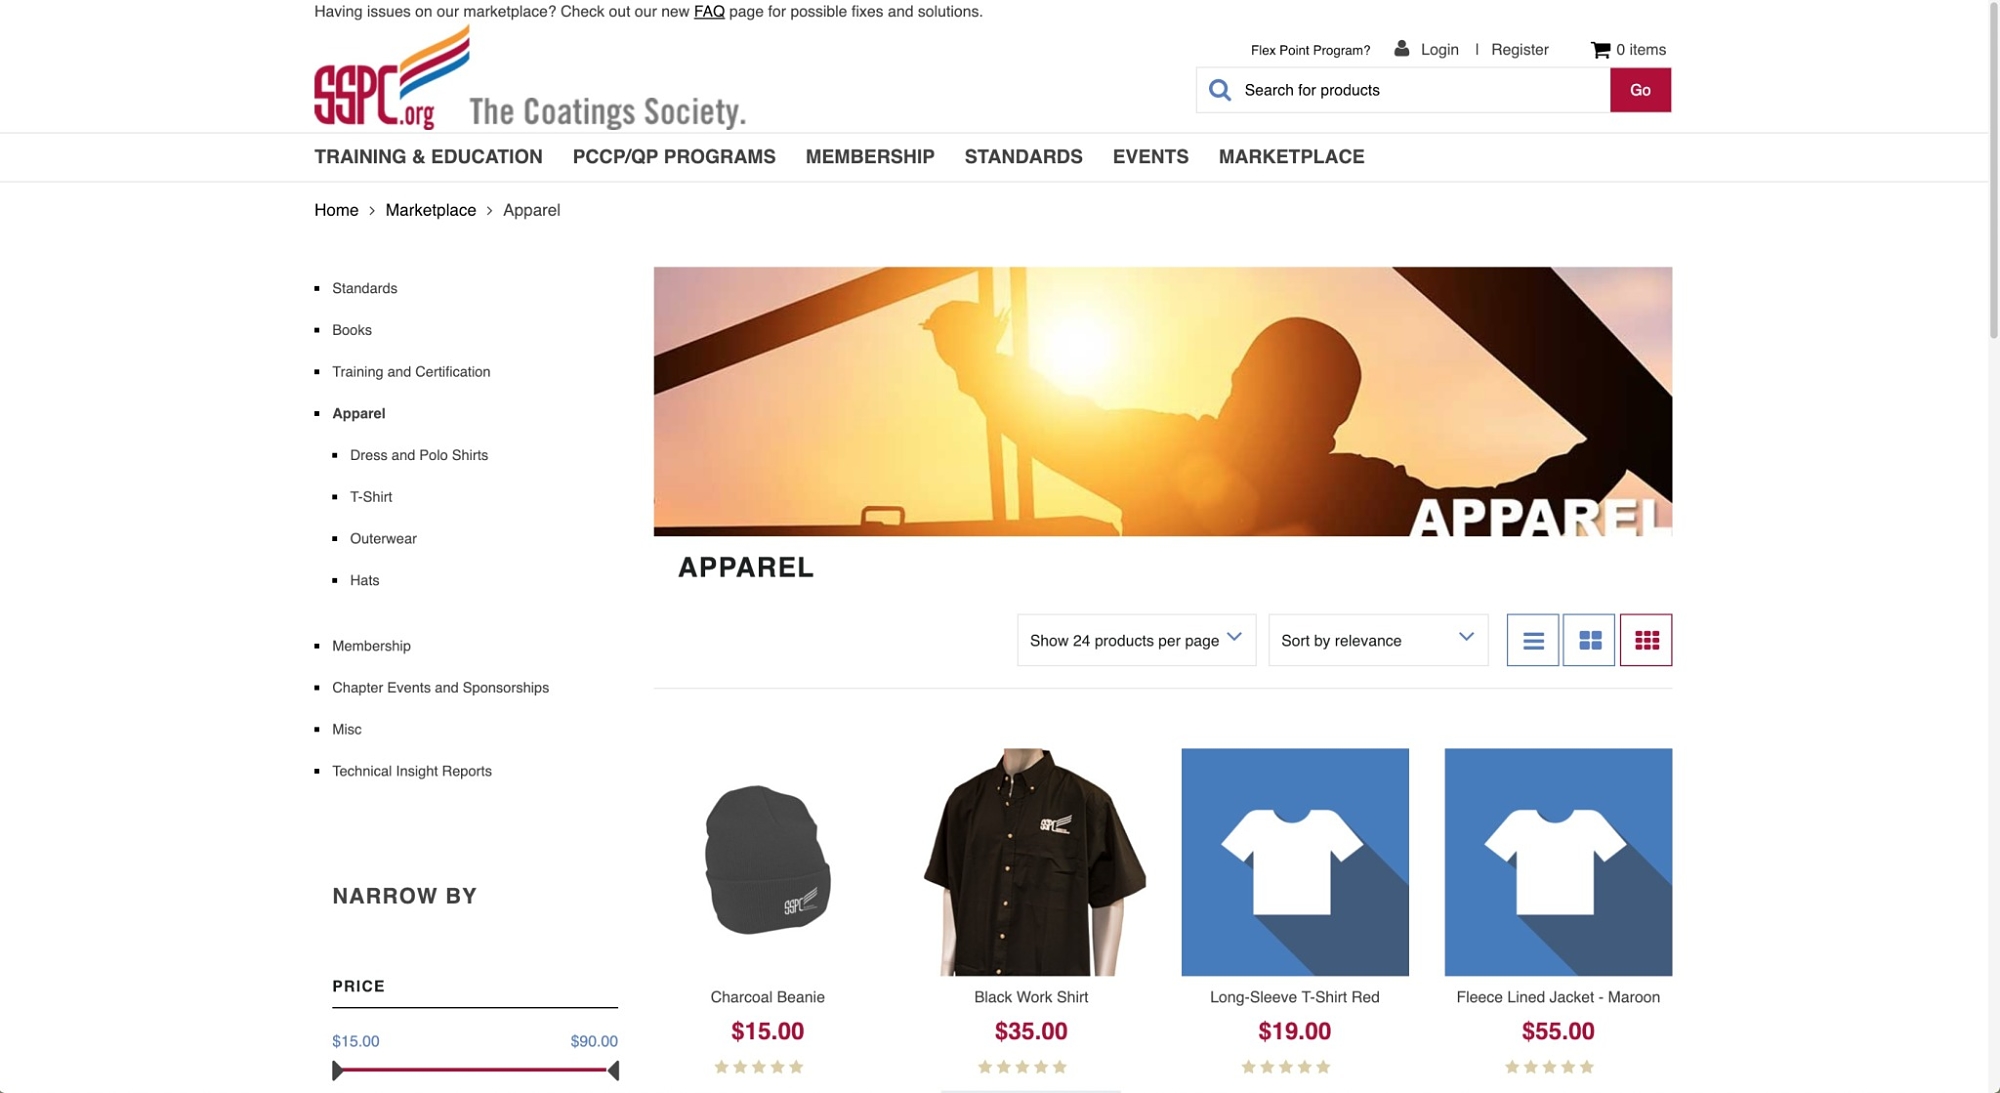 Having issues on our marketplace? Check out our new FAQ page for possible fixes and solutions.
SSPC.org The Coatings Society.
Flex Point Program? Login | Register 0 items
Search for products Go
TRAINING & EDUCATION PCCP/QP PROGRAMS MEMBERSHIP STANDARDS EVENTS MARKETPLACE
Home > Marketplace > Apparel
Standards
Books
Training and Certification
Apparel
Dress and Polo Shirts
T-Shirt
Outerwear
Hats
Membership
Chapter Events and Sponsorships
Misc
Technical Insight Reports
NARROW BY
PRICE
$15.00 $90.00
APPAREL
APPAREL
Show 24 products per page Sort by relevance
SSPC
SSPC
Charcoal Beanie Black Work Shirt Long-Sleeve T-Shirt Red Fleece Lined Jacket - Maroon
$15.00 $35.00 $19.00 $55.00